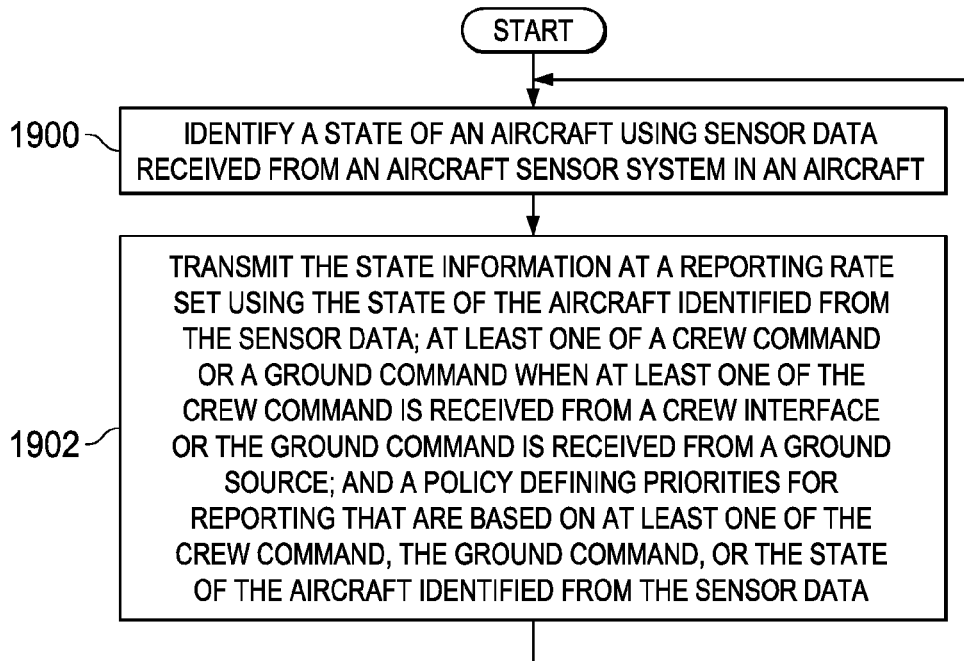 START
1900
IDENTIFY A STATE OF AN AIRCRAFT USING SENSOR DATA
RECEIVED FROM AN AIRCRAFT SENSOR SYSTEM IN AN AIRCRAFT
1902
TRANSMIT THE STATE INFORMATION AT A REPORTING RATE
SET USING THE STATE OF THE AIRCRAFT IDENTIFIED FROM
THE SENSOR DATA; AT LEAST ONE OF A CREW COMMAND
OR A GROUND COMMAND WHEN AT LEAST ONE OF THE
CREW COMMAND IS RECEIVED FROM A CREW INTERFACE
OR THE GROUND COMMAND IS RECEIVED FROM A GROUND
SOURCE; AND A POLICY DEFINING PRIORITIES FOR
REPORTING THAT ARE BASED ON AT LEAST ONE OF THE
CREW COMMAND, THE GROUND COMMAND, OR THE STATE
OF THE AIRCRAFT IDENTIFIED FROM THE SENSOR DATA